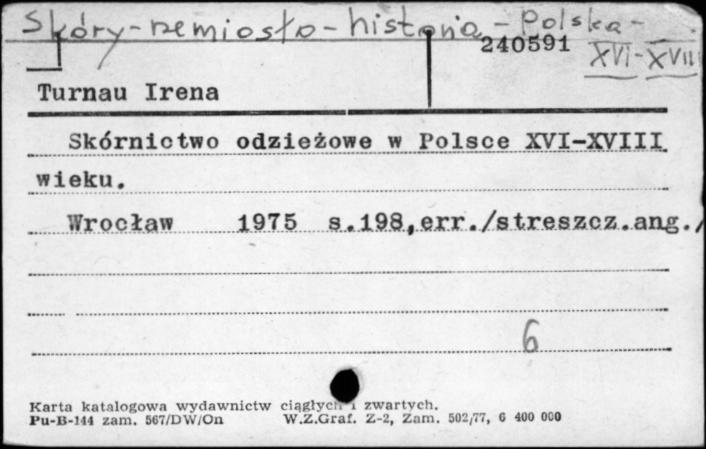 Skóry - rzemiosło - historia - Polska -
XVI-XVIII
240591
Turnau Irena
Skórnictwo odzieżowe w Polsce XVI-XVIII
wieku.
Wrocław 1975 s.198,err./streszcz.ang./
6
Karta katalogowa wydawnictw ciągłych i zwartych.
Pu-B-144 zam. 567/DW/On W.Z.Graf. Z-2, Zam. 502/77, 6 400 000